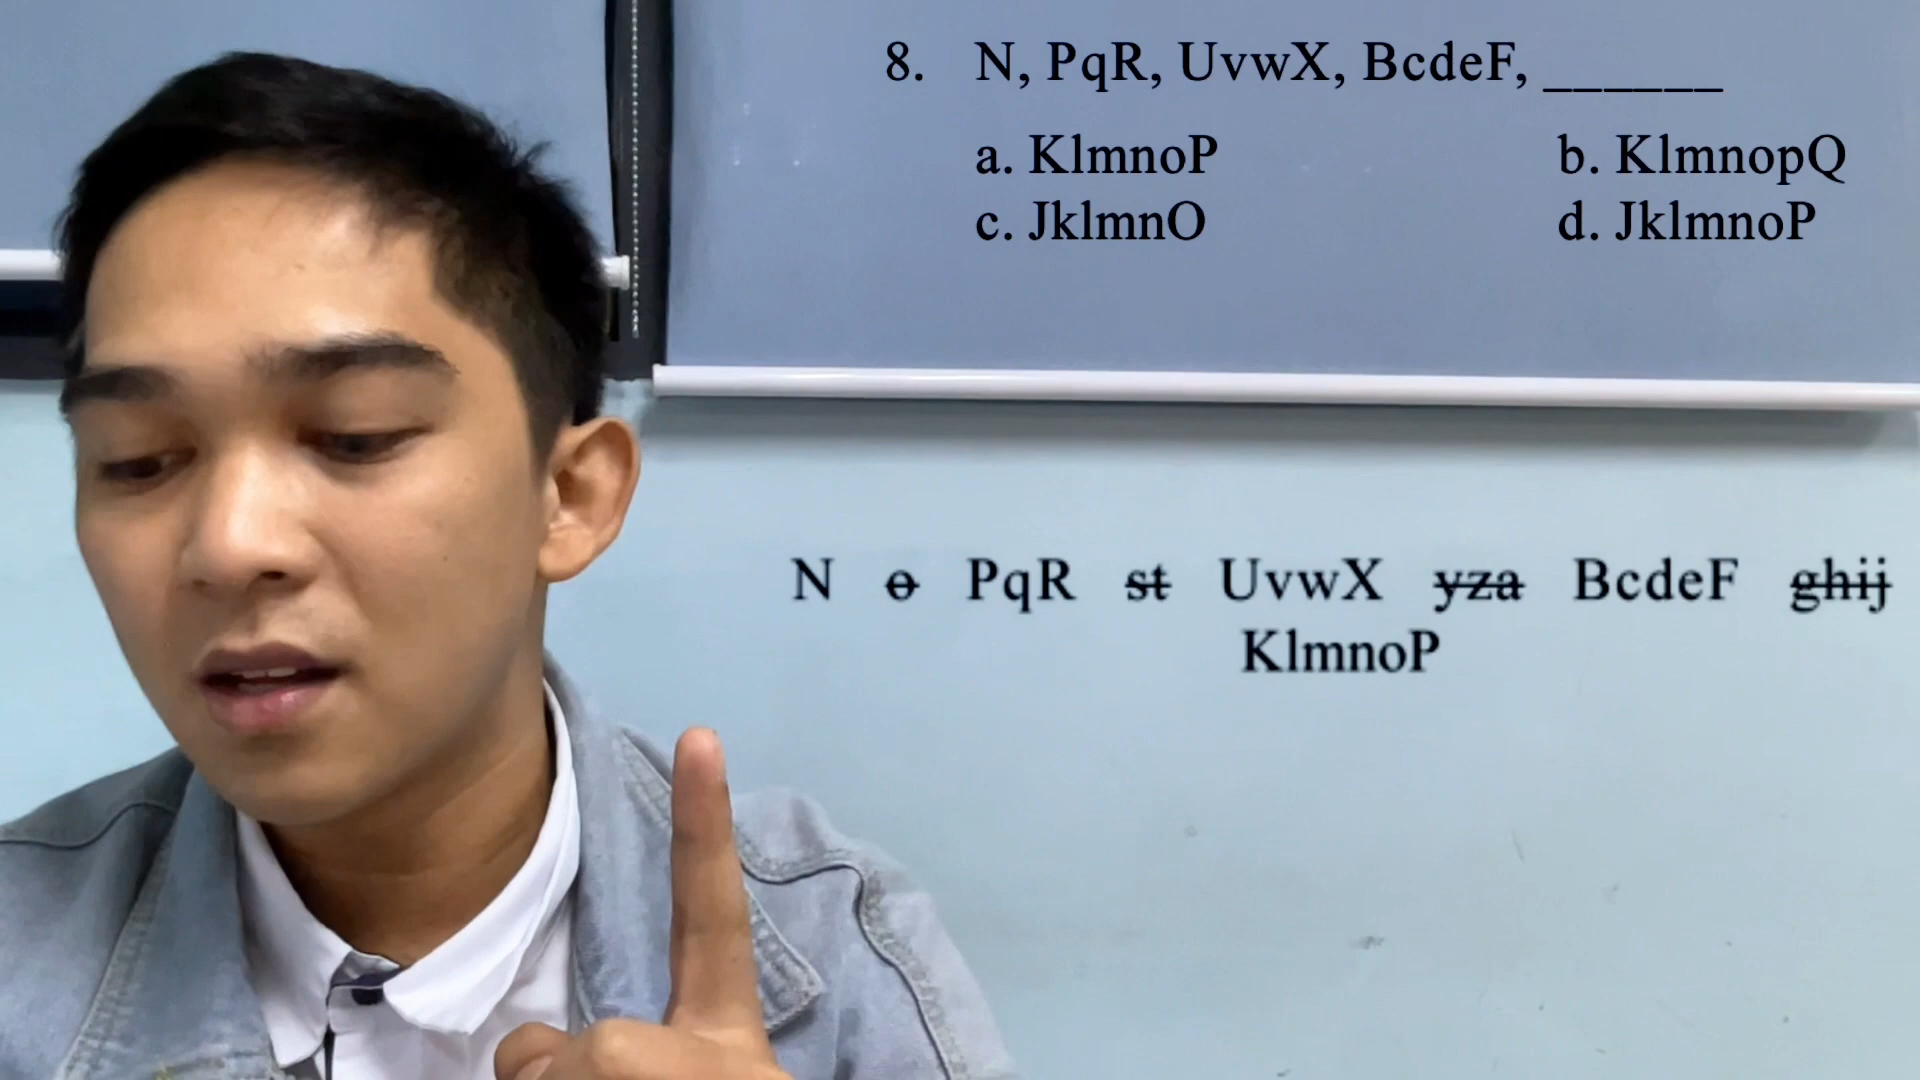 8. N, PqR, UvwX, BcdeF, ______
a. KlmnoP b. KlmnopQ
c. JklmnO d. JklmnoP
N o PqR st UvwX yza BcdeF ghij
KlmnoP